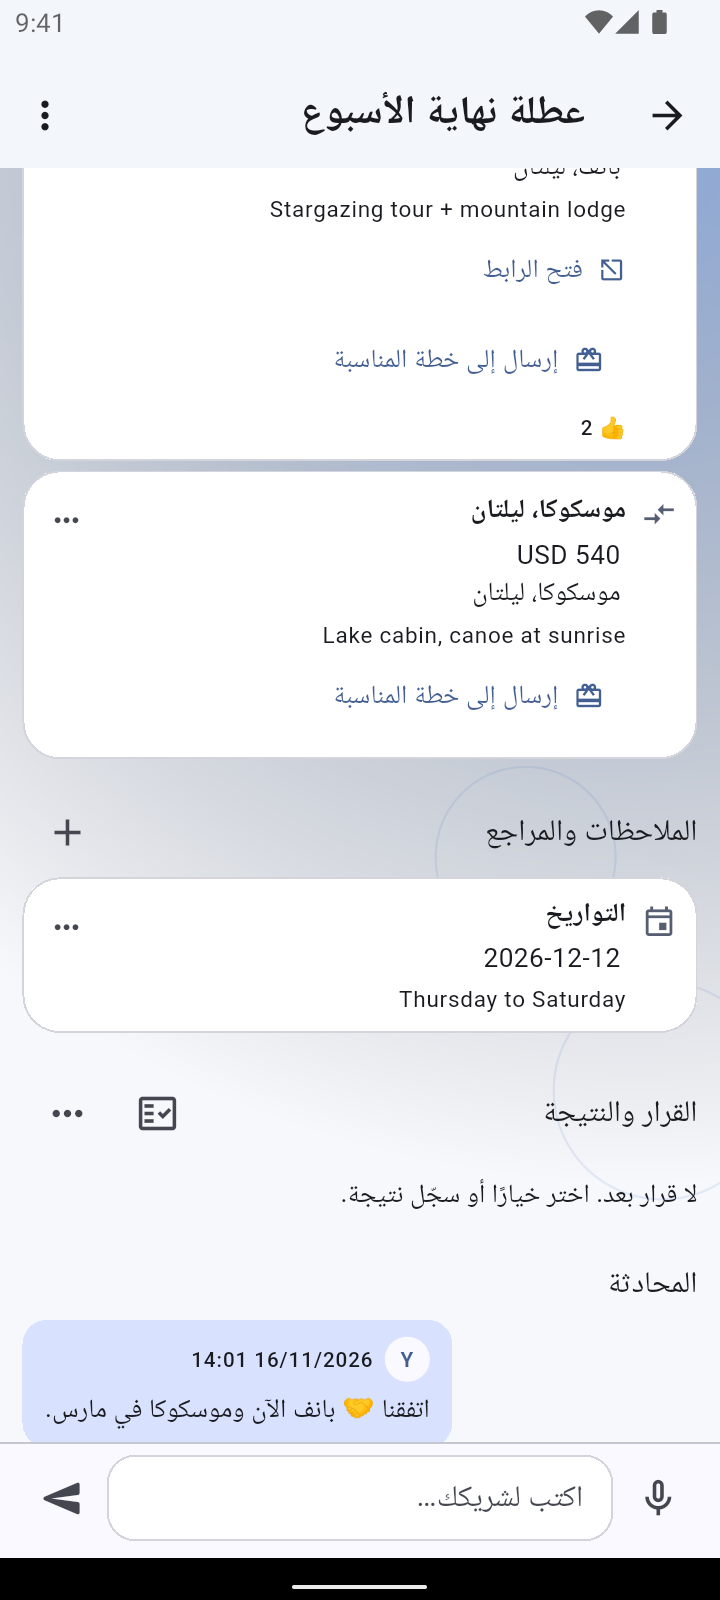 9:41
عطلة نهاية الأسبوع
بانف، ليلتان
Stargazing tour + mountain lodge
فتح الرابط
إرسال إلى خطة المناسبة
👍 2
موسكوكا، ليلتان
USD 540
موسكوكا، ليلتان
Lake cabin, canoe at sunrise
إرسال إلى خطة المناسبة
الملاحظات والمراجع
التواريخ
2026-12-12
Thursday to Saturday
القرار والنتيجة
لا قرار بعد. اختر خيارًا أو سجّل نتيجة.
المحادثة
Y
14:01 16/11/2026
اتفقنا 🤝 بانف الآن وموسكوكا في مارس.
اكتب لشريكك...